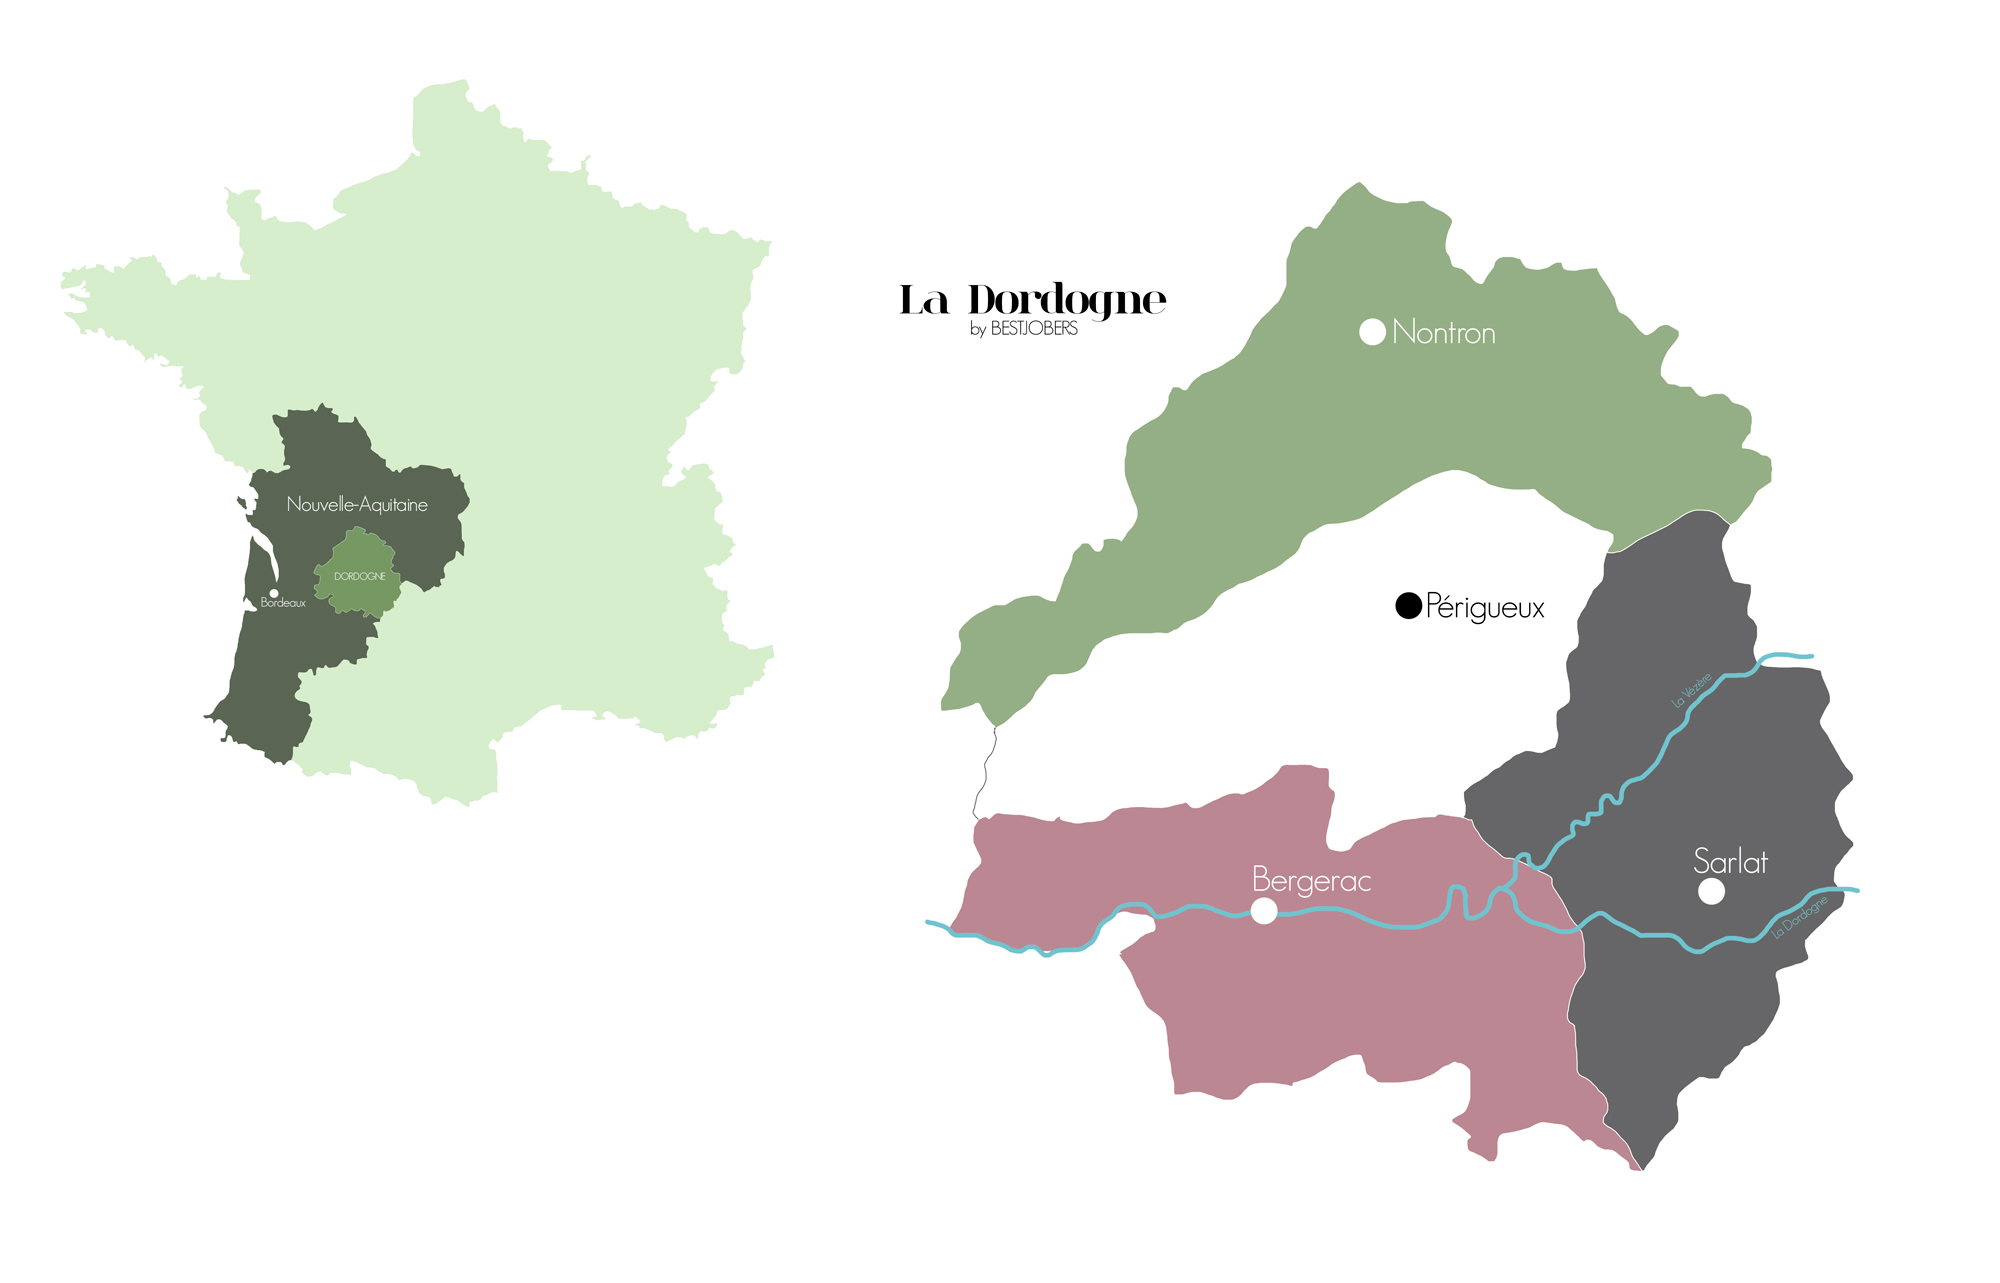 La Dordogne
by BESTJOBERS
Nouvelle-Aquitaine
DORDOGNE
Bordeaux
Nontron
Périgueux
La Vézère
Sarlat
Bergerac
La Dordogne